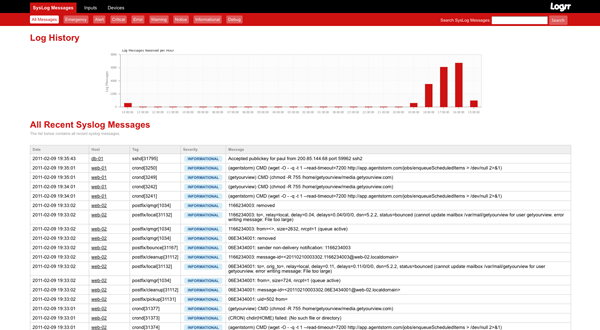 SysLog Messages Inputs Devices Logrr
All Messages Emergency Alert Critical Error Warning Notice Informational Debug Search SysLog Messages: Search
Log History
Log Messages Received per Hour
Log Messages
All Recent Syslog Messages
The list below contains all recent syslog messages.
Date Host Tag Severity Message
2011-02-09 19:35:43 db-01 sshd[31795] INFORMATIONAL Accepted publickey for paul from 200.85.144.68 port 59962 ssh2
2011-02-09 19:35:01 web-01 crond[3250] INFORMATIONAL (agentstorm) CMD (wget -O - -q -t 1 --read-timeout=7200 http://app.agentstorm.com/jobs/enqueueScheduledItems > /dev/null 2>&1)
2011-02-09 19:35:01 web-01 crond[3249] INFORMATIONAL (getyourview) CMD (chmod -R 755 /home/getyourview/media.getyourview.com)
2011-02-09 19:34:01 web-01 crond[3242] INFORMATIONAL (getyourview) CMD (chmod -R 755 /home/getyourview/media.getyourview.com)
2011-02-09 19:34:01 web-01 crond[3241] INFORMATIONAL (agentstorm) CMD (wget -O - -q -t 1 --read-timeout=7200 http://app.agentstorm.com/jobs/enqueueScheduledItems > /dev/null 2>&1)
2011-02-09 19:33:02 web-02 postfix/qmgr[1034] INFORMATIONAL 1166234003: removed
2011-02-09 19:33:02 web-02 postfix/local[31132] INFORMATIONAL 1166234003: to=, relay=local, delay=0.04, delays=0.04/0/0/0, dsn=5.2.2, status=bounced (cannot update mailbox /var/mail/getyourview for user getyourview. error
writing message: File too large)
2011-02-09 19:33:02 web-02 postfix/qmgr[1034] INFORMATIONAL 1166234003: from=<>, size=2632, nrcpt=1 (queue active)
2011-02-09 19:33:02 web-02 postfix/qmgr[1034] INFORMATIONAL 06E3434001: removed
2011-02-09 19:33:02 web-02 postfix/bounce[31167] INFORMATIONAL 06E3434001: sender non-delivery notification: 1166234003
2011-02-09 19:33:02 web-02 postfix/cleanup[31112] INFORMATIONAL 1166234003: message-id=<20110210003302.1166234003@web-02.localdomain>
2011-02-09 19:33:02 web-02 postfix/local[31132] INFORMATIONAL 06E3434001: to=, orig_to=, relay=local, delay=0.11, delays=0.11/0/0/0, dsn=5.2.2, status=bounced (cannot update mailbox /var/mail/getyourview for user
getyourview. error writing message: File too large)
2011-02-09 19:33:02 web-02 postfix/qmgr[1034] INFORMATIONAL 06E3434001: from=, size=724, nrcpt=1 (queue active)
2011-02-09 19:33:02 web-02 postfix/cleanup[31112] INFORMATIONAL 06E3434001: message-id=<20110210003302.06E3434001@web-02.localdomain>
2011-02-09 19:33:02 web-02 postfix/pickup[31131] INFORMATIONAL 06E3434001: uid=502 from=
2011-02-09 19:33:01 web-02 crond[31377] INFORMATIONAL (getyourview) CMD (chmod -R 755 /home/getyourview/media.getyourview.com)
2011-02-09 19:33:01 web-02 crond[31373] INFORMATIONAL (CRON) chdir(HOME) failed: (No such file or directory)
2011-02-09 19:33:01 web-02 crond[31374] INFORMATIONAL (agentstorm) CMD (wget -O - -q -t 1 --read-timeout=7200 http://app.agentstorm.com/jobs/enqueueScheduledItems > /dev/null 2>&1)